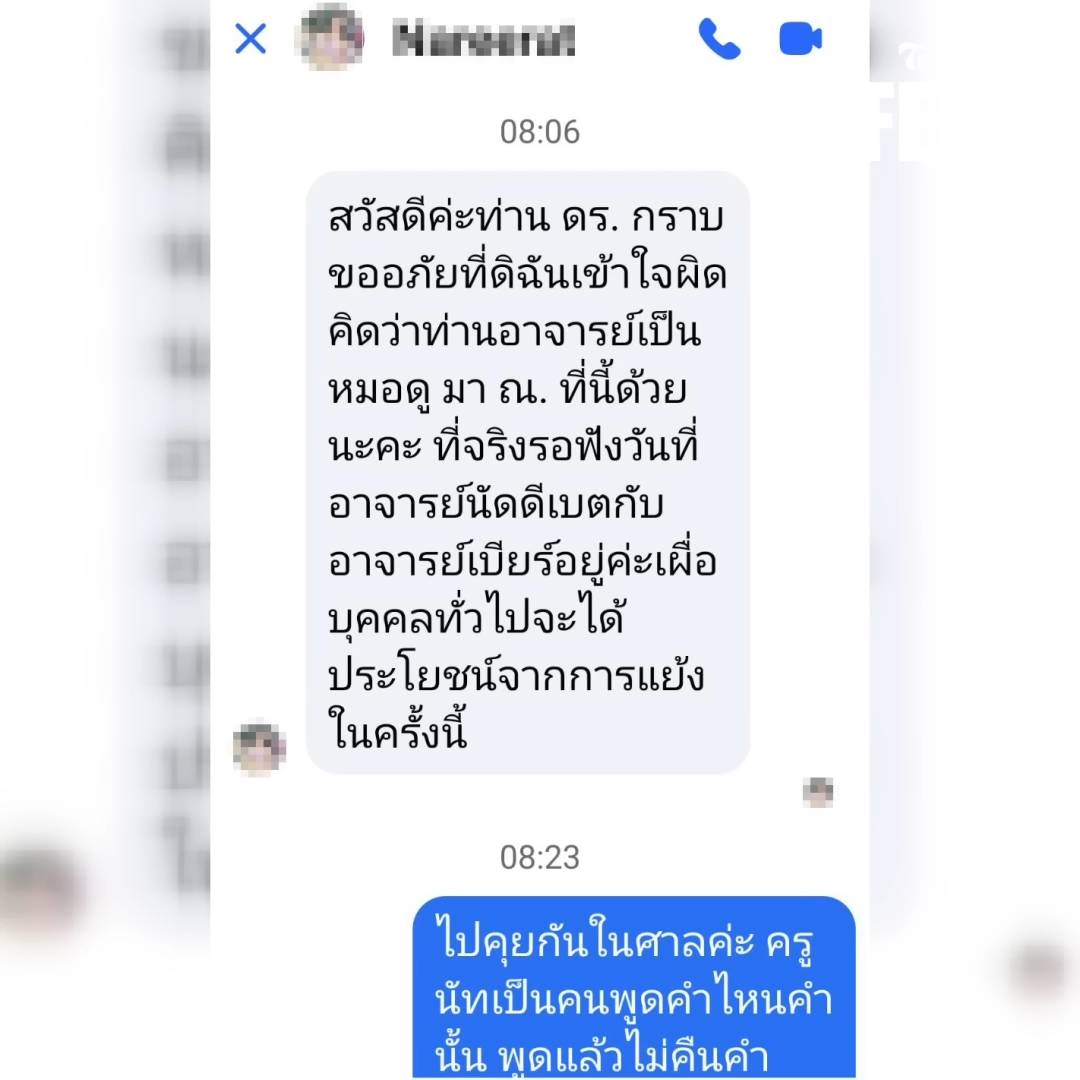 08:06
สวัสดีค่ะท่าน ดร. กราบ
ขออภัยที่ดิฉันเข้าใจผิด
คิดว่าท่านอาจารย์เป็น
หมอดู มา ณ. ที่นี้ด้วย
นะคะ ที่จริงรอฟังวันที่
อาจารย์นัดดีเบตกับ
อาจารย์เบียร์อยู่ค่ะเผื่อ
บุคคลทั่วไปจะได้
ประโยชน์จากการแย้ง
ในครั้งนี้
08:23
ไปคุยกันในศาลค่ะ ครู
นัทเป็นคนพูดคำไหนคำ
นั้น พูดแล้วไม่คืนคำ